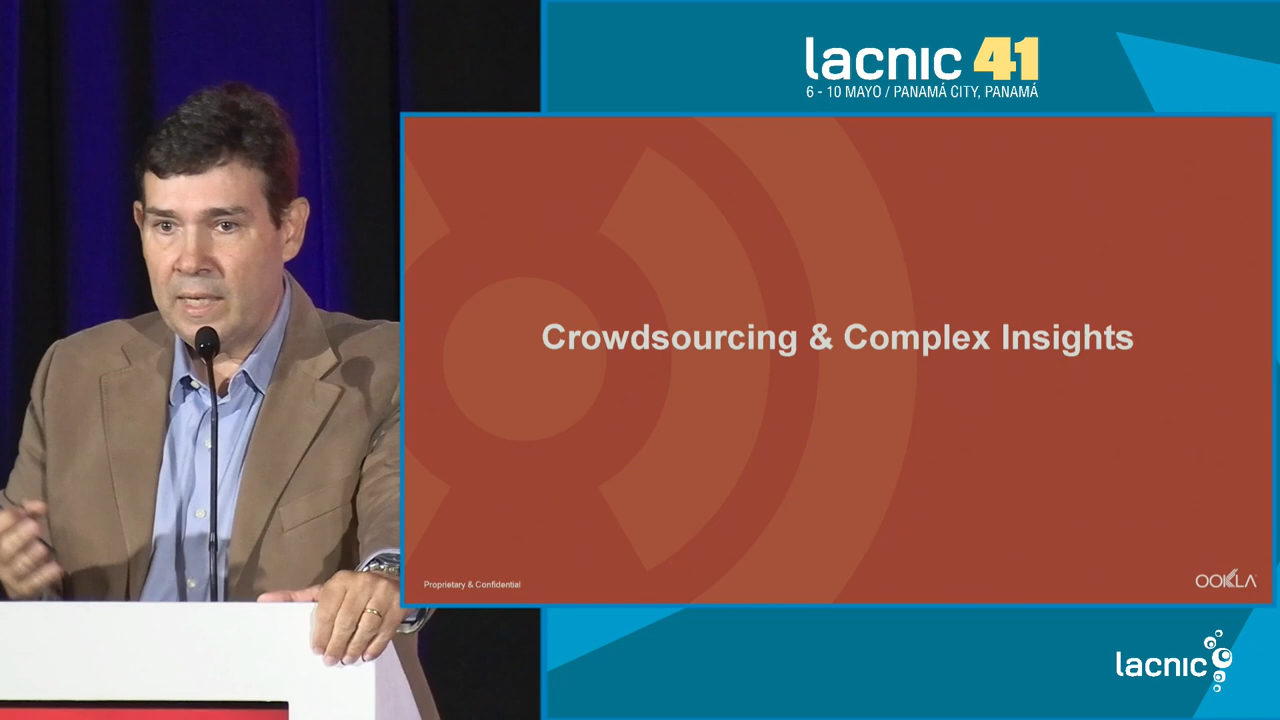 lacnic 41
6 - 10 MAYO / PANAMÁ CITY, PANAMÁ
Crowdsourcing & Complex Insights
Proprietary & Confidential
OOKLA
lacnic